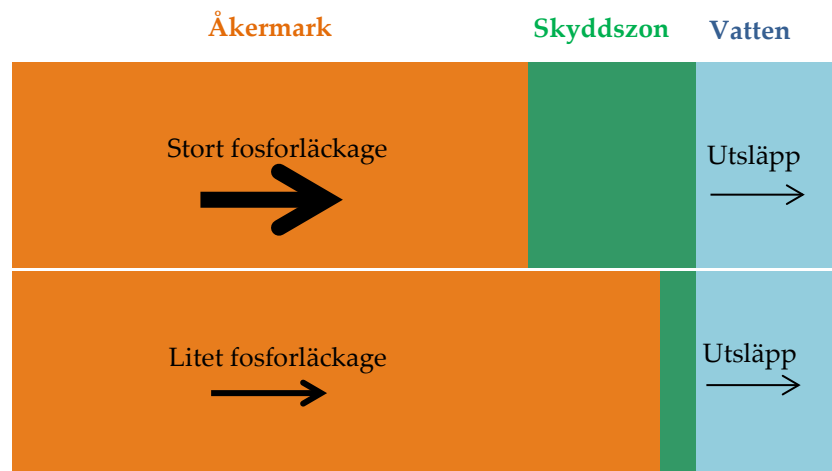 Åkermark Skyddszon Vatten
Stort fosforläckage
Utsläpp
Litet fosforläckage
Utsläpp